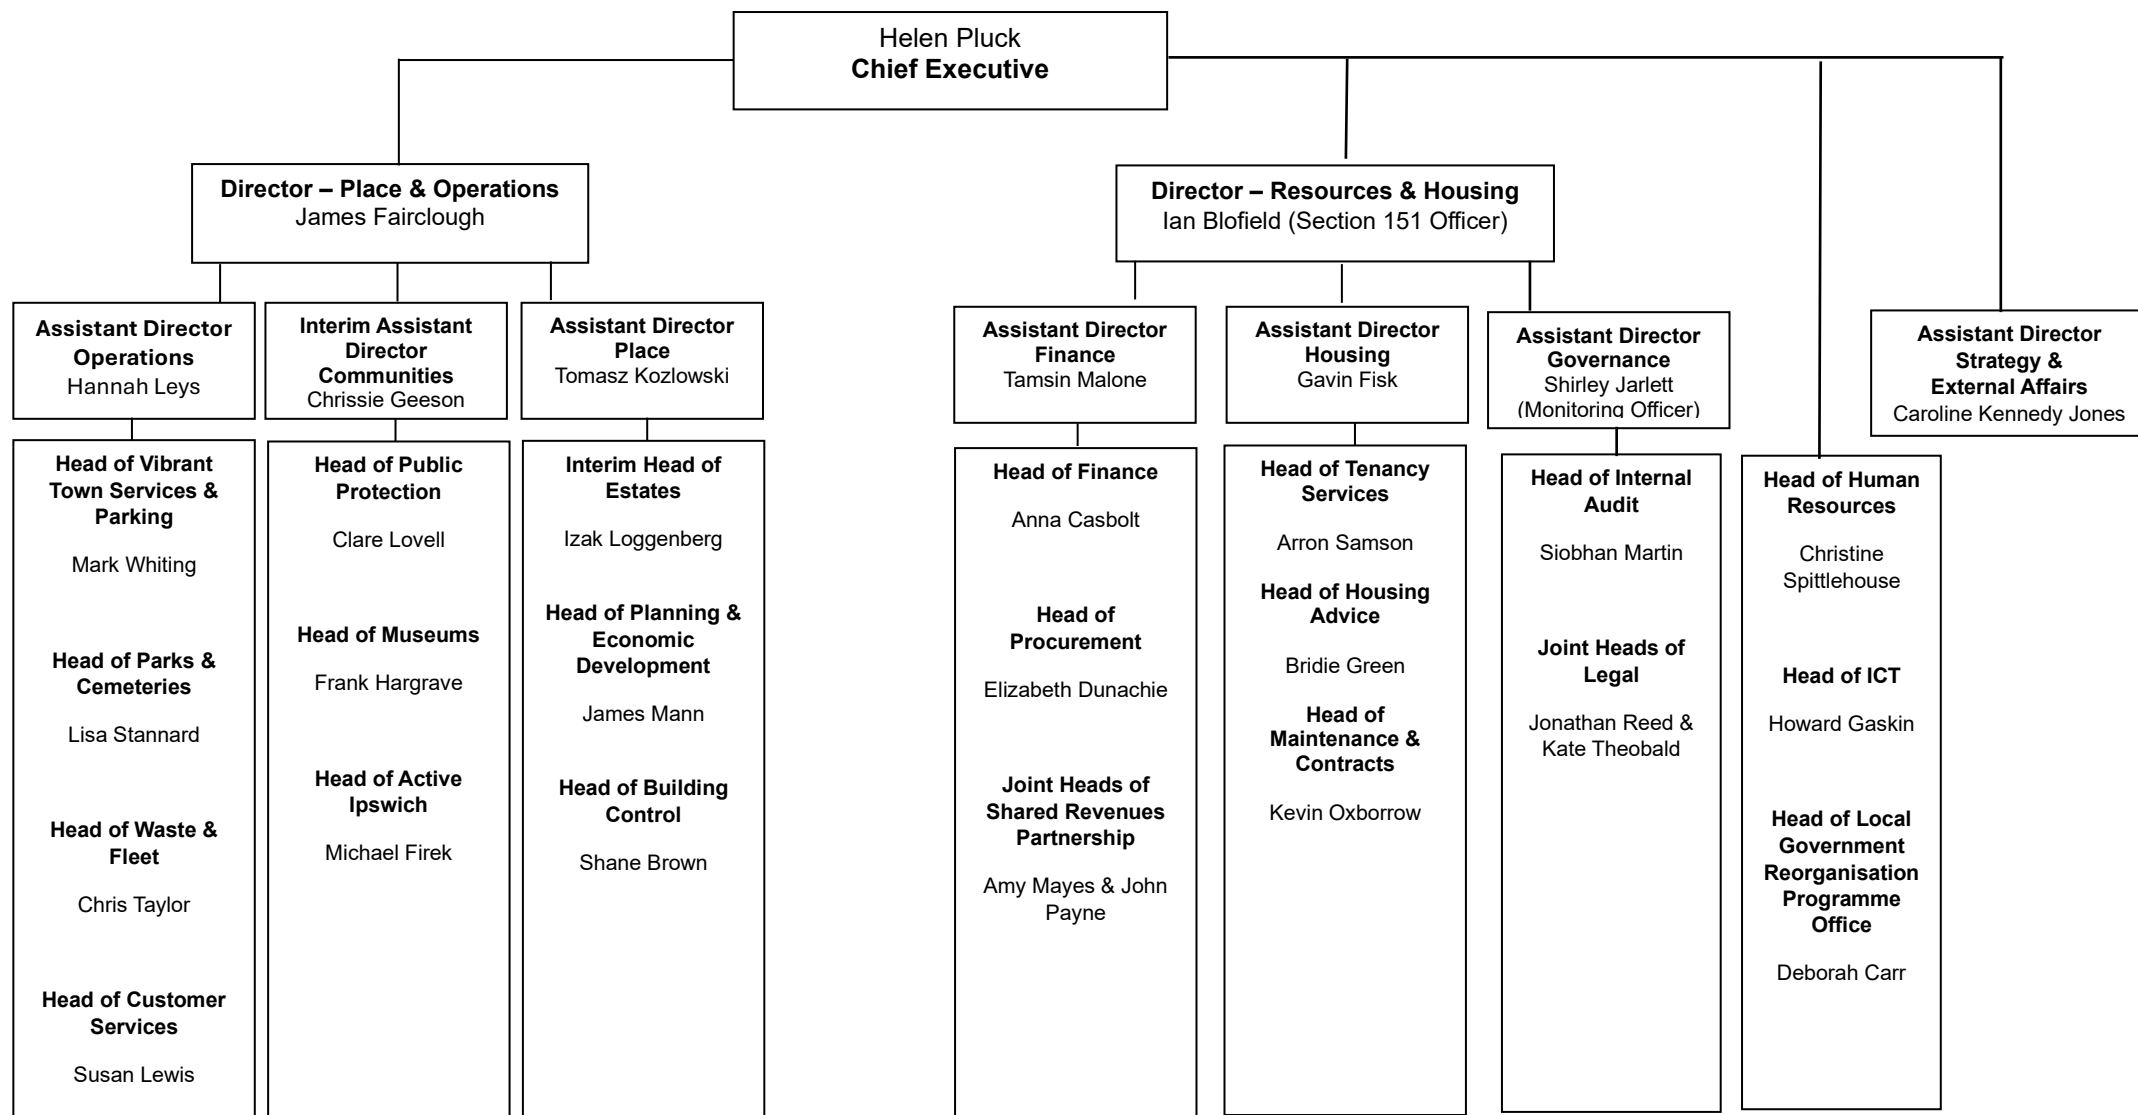 Helen Pluck
Chief Executive
Director – Place & Operations
James Fairclough
Director – Resources & Housing
Ian Blofield (Section 151 Officer)
Assistant Director
Operations
Hannah Leys
Interim Assistant
Director
Communities
Chrissie Geeson
Assistant Director
Place
Tomasz Kozlowski
Assistant Director
Finance
Tamsin Malone
Assistant Director
Housing
Gavin Fisk
Assistant Director
Governance
Shirley Jarlett
(Monitoring Officer)
Assistant Director
Strategy &
External Affairs
Caroline Kennedy Jones
Head of Vibrant
Town Services &
Parking
Mark Whiting
Head of Parks &
Cemeteries
Lisa Stannard
Head of Waste &
Fleet
Chris Taylor
Head of Customer
Services
Susan Lewis
Head of Public
Protection
Clare Lovell
Head of Museums
Frank Hargrave
Head of Active
Ipswich
Michael Firek
Interim Head of
Estates
Izak Loggenberg
Head of Planning &
Economic
Development
James Mann
Head of Building
Control
Shane Brown
Head of Finance
Anna Casbolt
Head of
Procurement
Elizabeth Dunachie
Joint Heads of
Shared Revenues
Partnership
Amy Mayes & John
Payne
Head of Tenancy
Services
Arron Samson
Head of Housing
Advice
Bridie Green
Head of
Maintenance &
Contracts
Kevin Oxborrow
Head of Internal
Audit
Siobhan Martin
Joint Heads of
Legal
Jonathan Reed &
Kate Theobald
Head of Human
Resources
Christine
Spittlehouse
Head of ICT
Howard Gaskin
Head of Local
Government
Reorganisation
Programme
Office
Deborah Carr